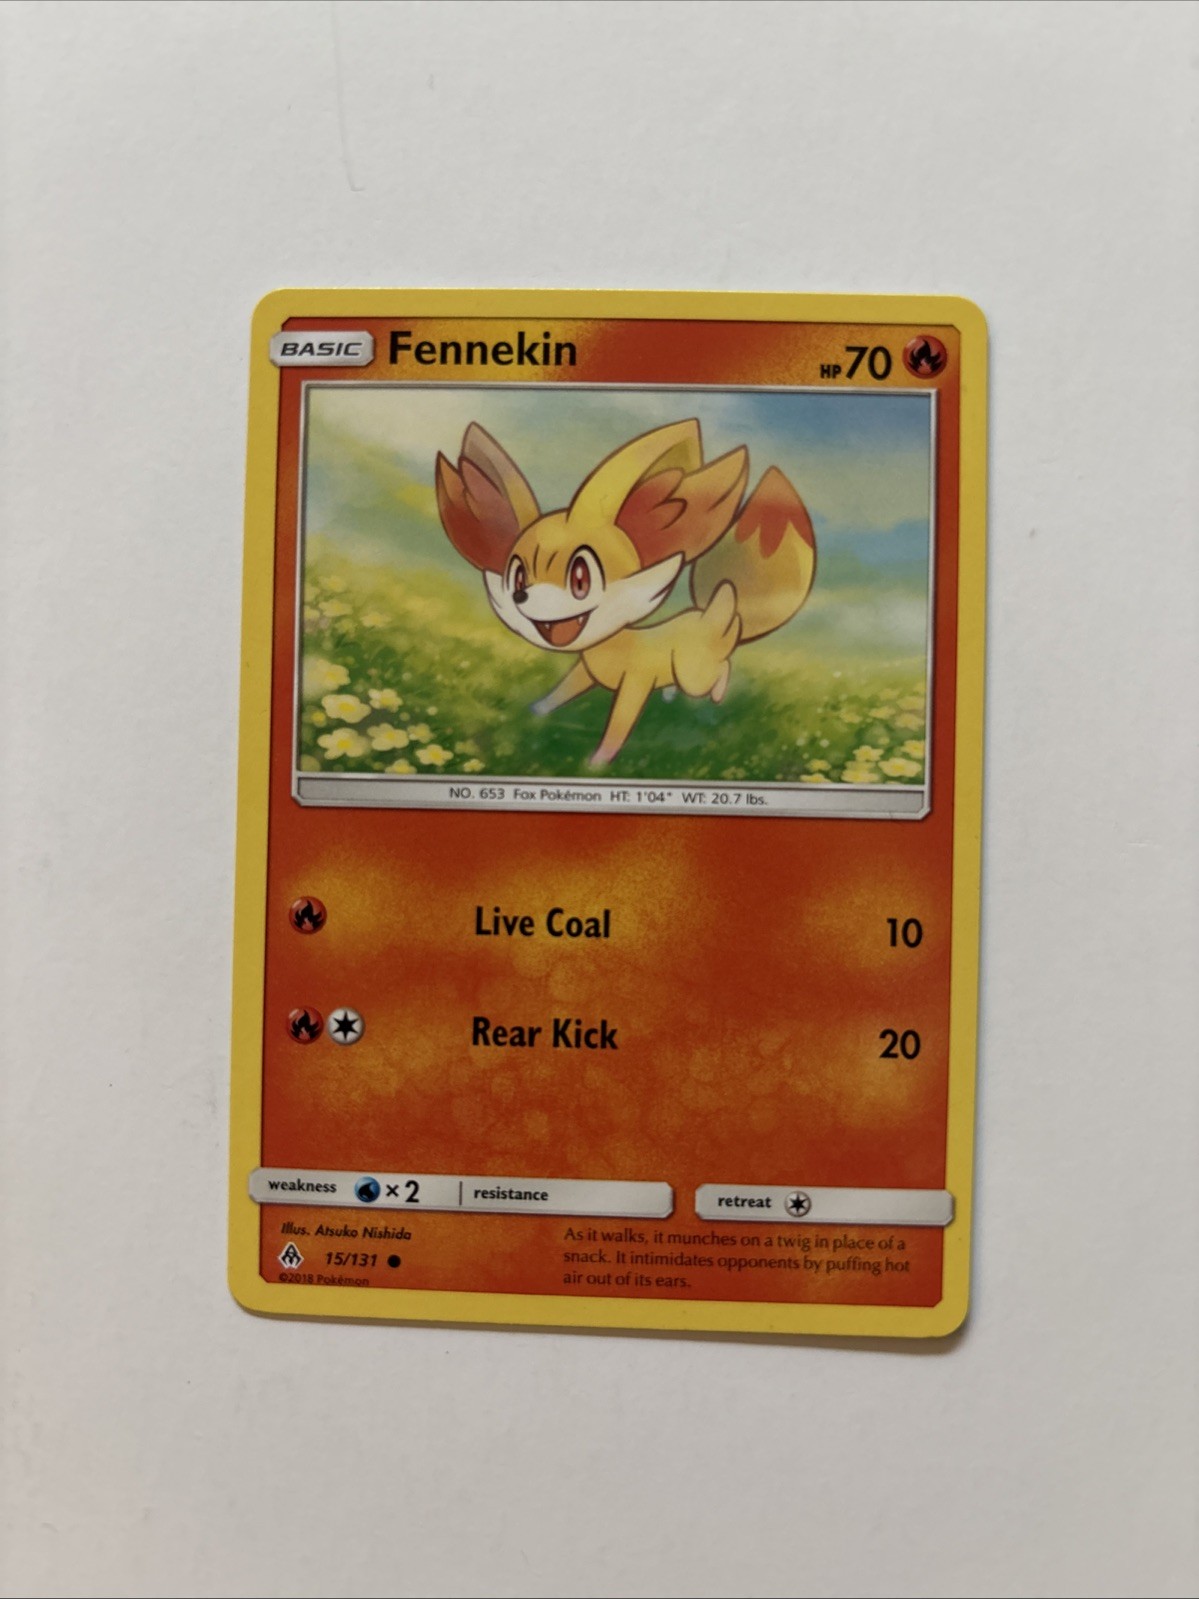 BASIC Fennekin HP 70
NO. 653 Fox Pokémon HT: 1'04" WT: 20.7 lbs.
Live Coal 10
Rear Kick 20
weakness ×2 resistance retreat
Illus. Atsuko Nishida
15/131
©2018 Pokémon
As it walks, it munches on a twig in place of a
snack. It intimidates opponents by puffing hot
air out of its ears.